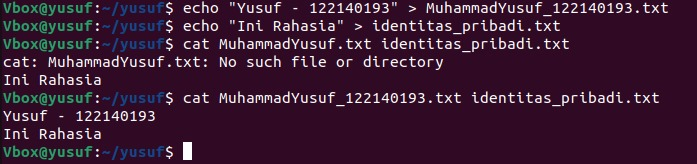 Vbox@yusuf:~/yusuf$ echo "Yusuf - 122140193" > MuhammadYusuf_122140193.txt
Vbox@yusuf:~/yusuf$ echo "Ini Rahasia" > identitas_pribadi.txt
Vbox@yusuf:~/yusuf$ cat MuhammadYusuf.txt identitas_pribadi.txt
cat: MuhammadYusuf.txt: No such file or directory
Ini Rahasia
Vbox@yusuf:~/yusuf$ cat MuhammadYusuf_122140193.txt identitas_pribadi.txt
Yusuf - 122140193
Ini Rahasia
Vbox@yusuf:~/yusuf$